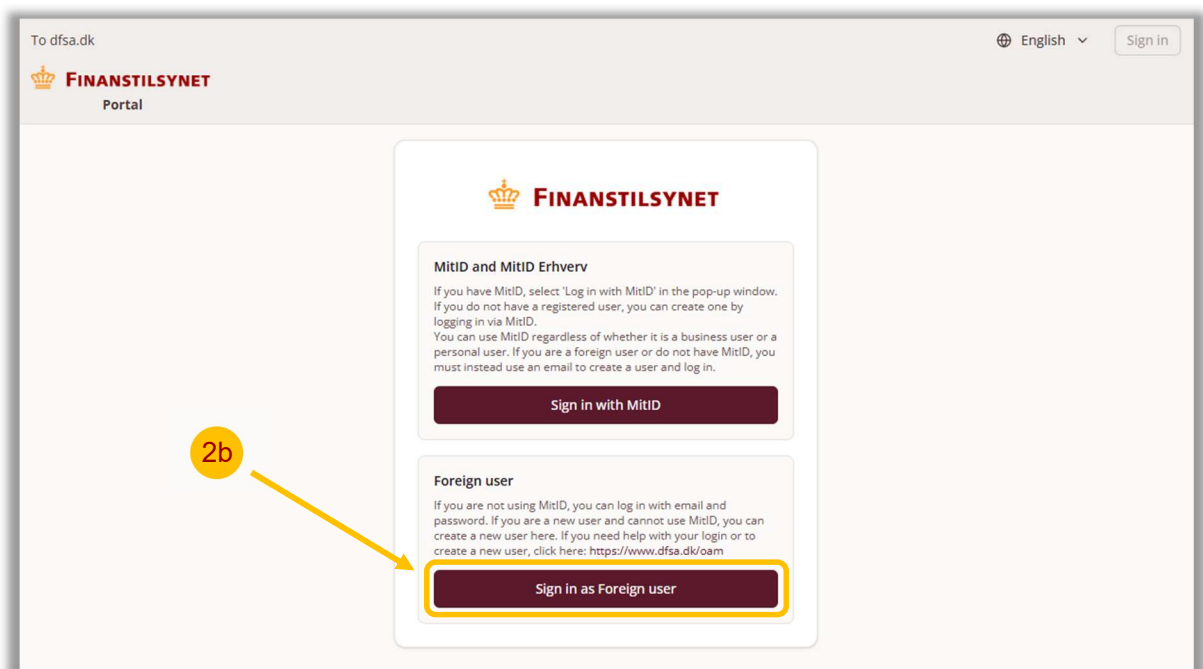 To dfsa.dk
English
Sign in
FINANSTILSYNET
Portal
FINANSTILSYNET
MitID and MitID Erhverv
If you have MitID, select 'Log in with MitID' in the pop-up window.
If you do not have a registered user, you can create one by
logging in via MitID.
You can use MitID regardless of whether it is a business user or a
personal user. If you are a foreign user or do not have MitID, you
must instead use an email to create a user and log in.
Sign in with MitID
2b
Foreign user
If you are not using MitID, you can log in with email and
password. If you are a new user and cannot use MitID, you can
create a new user here. If you need help with your login or to
create a new user, click here: https://www.dfsa.dk/oam
Sign in as Foreign user